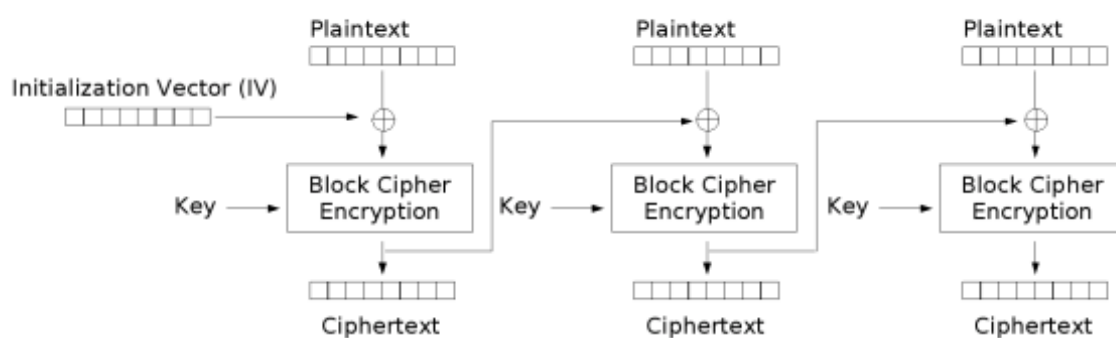 Plaintext
Plaintext
Plaintext
Initialization Vector (IV)
Key
Block Cipher
Encryption
Key
Block Cipher
Encryption
Key
Block Cipher
Encryption
Ciphertext
Ciphertext
Ciphertext